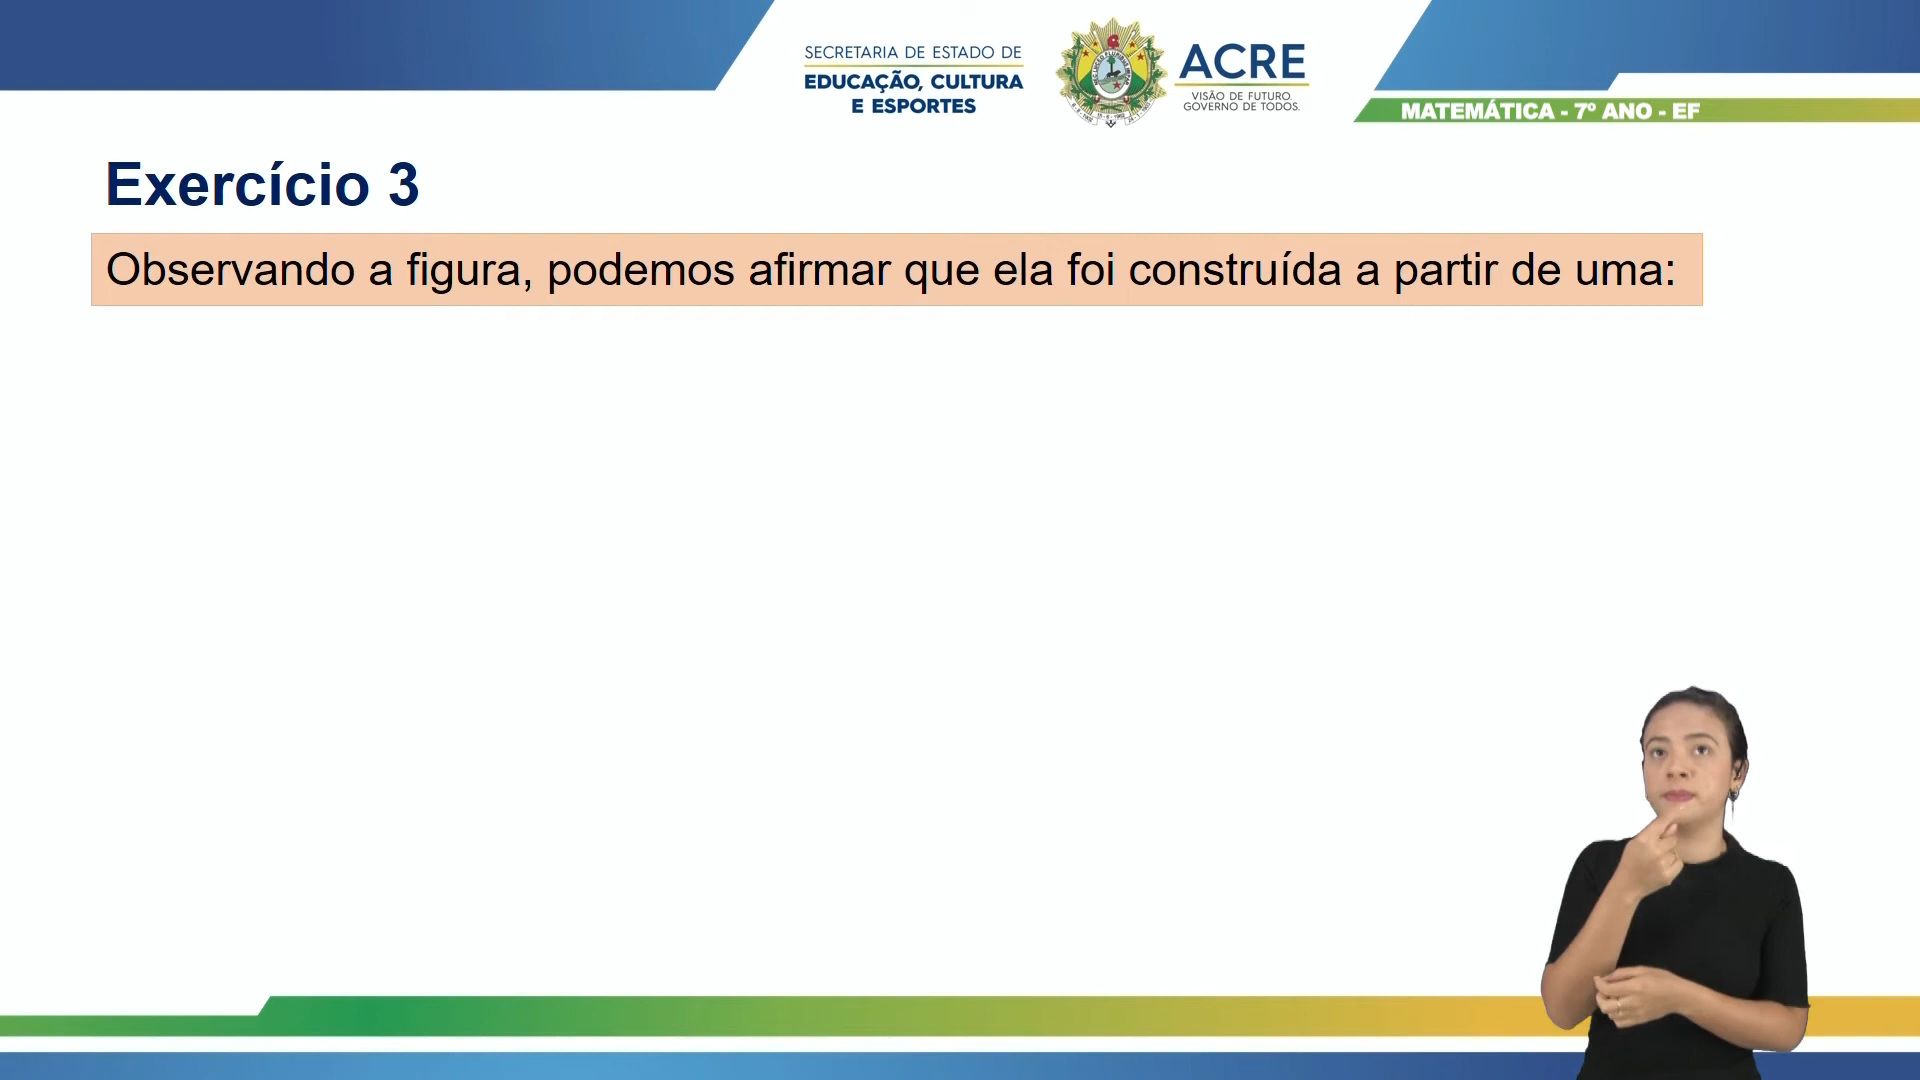 SECRETARIA DE ESTADO DE
EDUCAÇÃO, CULTURA
E ESPORTES
ACRE
VISÃO DE FUTURO.
GOVERNO DE TODOS.
MATEMÁTICA - 7º ANO - EF
Exercício 3
Observando a figura, podemos afirmar que ela foi construída a partir de uma: